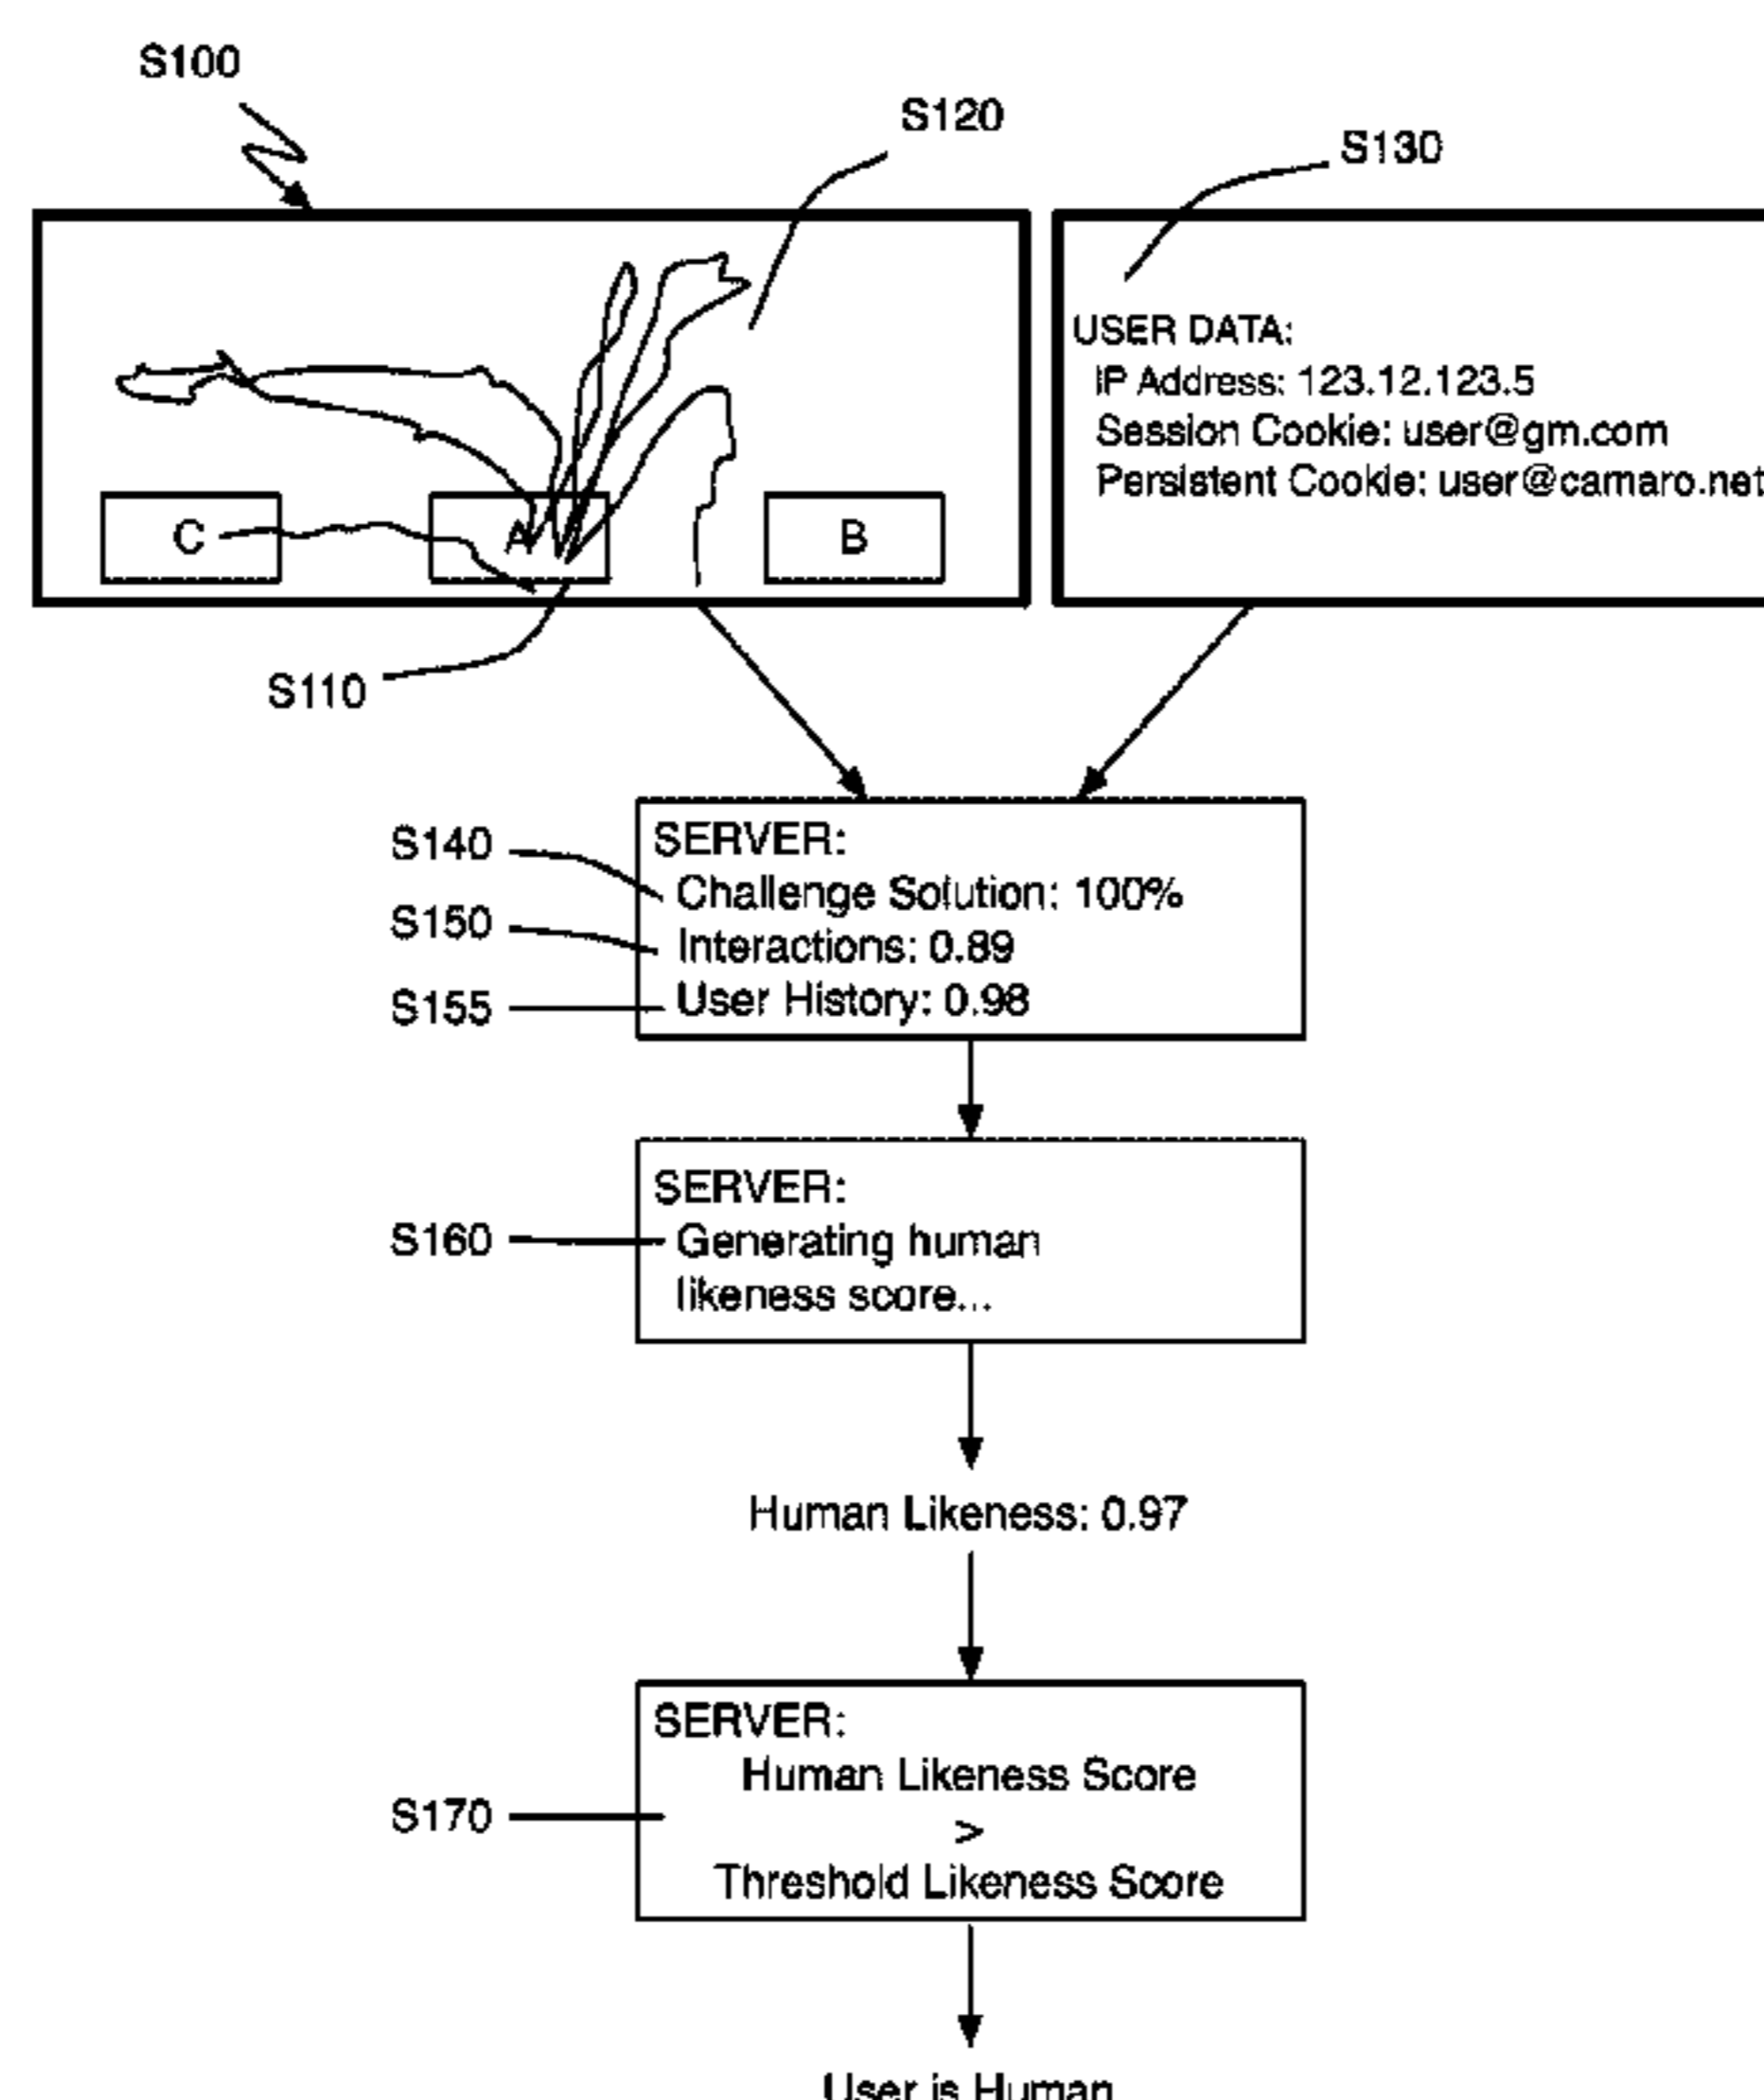 S100
S120
S130
USER DATA:
IP Address: 123.12.123.5
Session Cookie: user@gm.com
Persistent Cookie: user@camaro.net
C
A
B
S110
S140
SERVER:
Challenge Solution: 100%
S150
Interactions: 0.89
S155
User History: 0.98
SERVER:
S160
Generating human
likeness score...
Human Likeness: 0.97
SERVER:
Human Likeness Score
S170
>
Threshold Likeness Score
User is Human